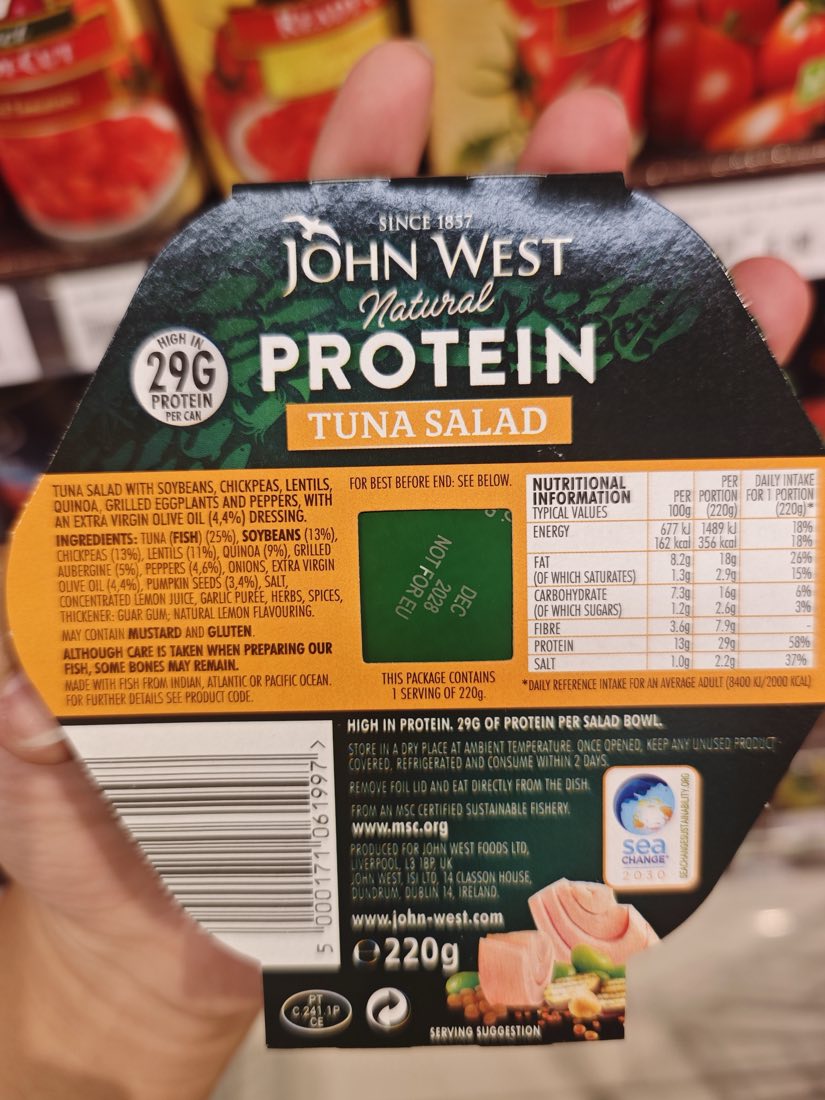 SINCE 1857
JOHN WEST
Natural
PROTEIN
TUNA SALAD
HIGH IN
29G
PROTEIN
PER CAN
TUNA SALAD WITH SOYBEANS, CHICKPEAS, LENTILS,
QUINOA, GRILLED EGGPLANTS AND PEPPERS, WITH
AN EXTRA VIRGIN OLIVE OIL (4,4%) DRESSING.
INGREDIENTS: TUNA (FISH) (25%), SOYBEANS (13%),
CHICKPEAS (13%), LENTILS (11%), QUINOA (9%), GRILLED
AUBERGINE (5%), PEPPERS (4,6%), ONIONS, EXTRA VIRGIN
OLIVE OIL (4,4%), PUMPKIN SEEDS (3,4%), SALT,
CONCENTRATED LEMON JUICE, GARLIC PURÉE, HERBS, SPICES,
THICKENER: GUAR GUM; NATURAL LEMON FLAVOURING.
MAY CONTAIN MUSTARD AND GLUTEN.
ALTHOUGH CARE IS TAKEN WHEN PREPARING OUR
FISH, SOME BONES MAY REMAIN.
MADE WITH FISH FROM INDIAN, ATLANTIC OR PACIFIC OCEAN.
FOR FURTHER DETAILS SEE PRODUCT CODE.
FOR BEST BEFORE END: SEE BELOW.
DEC
2028
NOT FOR EU
THIS PACKAGE CONTAINS
1 SERVING OF 220g.
NUTRITIONAL INFORMATION TYPICAL VALUES PER 100g PER PORTION (220g) DAILY INTAKE FOR 1 PORTION (220g)*
ENERGY 677 kJ 1489 kJ 18%
162 kcal 356 kcal 18%
FAT 8.2g 18g 26%
(OF WHICH SATURATES) 1.3g 2.9g 15%
CARBOHYDRATE 7.3g 16g 6%
(OF WHICH SUGARS) 1.2g 2.6g 3%
FIBRE 3.6g 7.9g -
PROTEIN 13g 29g 58%
SALT 1.0g 2.2g 37%
*DAILY REFERENCE INTAKE FOR AN AVERAGE ADULT (8400 KJ/2000 KCAL)
HIGH IN PROTEIN. 29G OF PROTEIN PER SALAD BOWL.
STORE IN A DRY PLACE AT AMBIENT TEMPERATURE. ONCE OPENED, KEEP ANY UNUSED PRODUCT
COVERED, REFRIGERATED AND CONSUME WITHIN 2 DAYS.
REMOVE FOIL LID AND EAT DIRECTLY FROM THE DISH.
FROM AN MSC CERTIFIED SUSTAINABLE FISHERY.
www.msc.org
PRODUCED FOR JOHN WEST FOODS LTD,
LIVERPOOL, L3 1BP, UK
JOHN WEST, ISI LTD, 14 CLASSON HOUSE,
DUNDRUM, DUBLIN 14, IRELAND.
www.john-west.com
e 220g
sea
CHANGE
2030
SEACHANGESUSTAINABILITY.ORG
5 000171 061997 >
PT
C 241.1P
CE
SERVING SUGGESTION